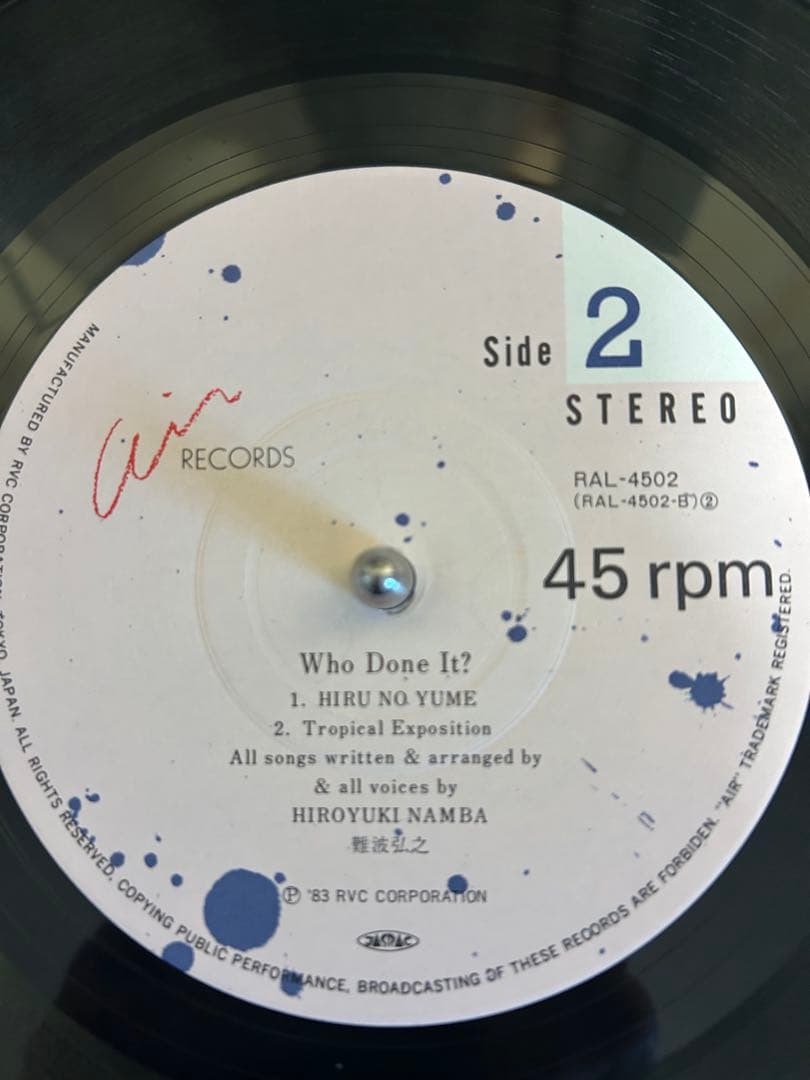 Side 2
STEREO
Air
RECORDS
RAL-4502
(RAL-4502-B)②
45 rpm
Who Done It?
1. HIRU NO YUME
2. Tropical Exposition
All songs written & arranged by
& all voices by
HIROYUKI NAMBA
難波弘之
Ⓟ '83 RVC CORPORATION
JASRAC
MANUFACTURED BY RVC CORPORATION, TOKYO, JAPAN. ALL RIGHTS RESERVED. COPYING PUBLIC PERFORMANCE, BROADCASTING OF THESE RECORDS ARE FORBIDEN. "AIR" TRADEMARK REGISTERED.